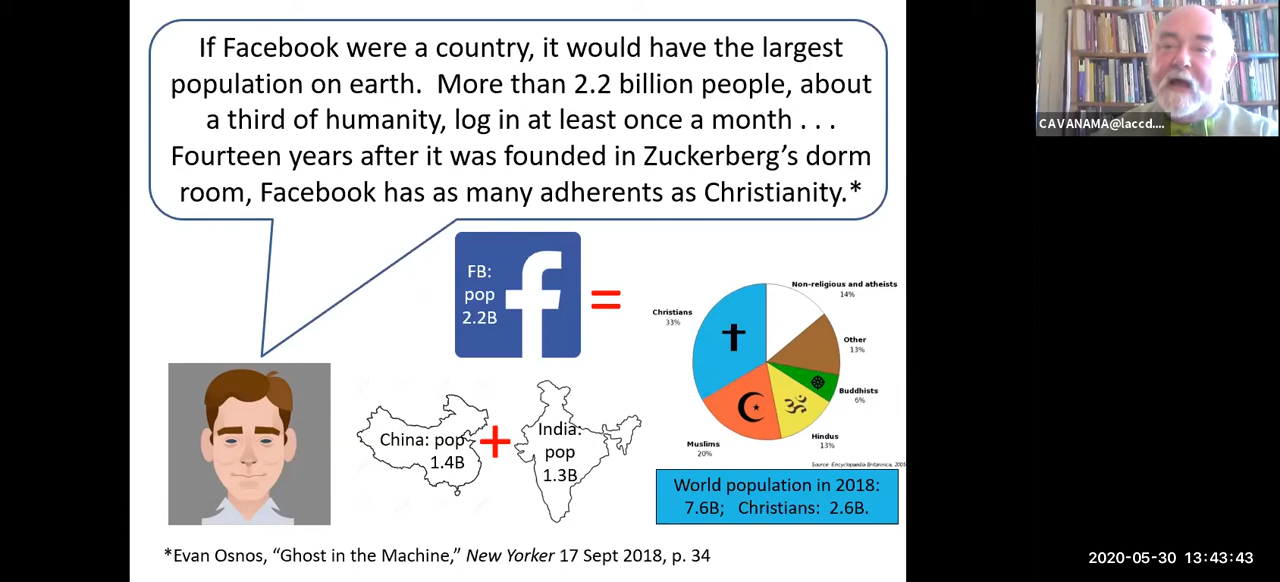 If Facebook were a country, it would have the largest
population on earth. More than 2.2 billion people, about
a third of humanity, log in at least once a month . . .
Fourteen years after it was founded in Zuckerberg’s dorm
room, Facebook has as many adherents as Christianity.*
CAVANAMA@laccd....
FB:
pop
2.2B
=
Non-religious and atheists
14%
Christians
33%
Other
13%
Buddhists
6%
Hindus
13%
Muslims
20%
China: pop
1.4B
+
India:
pop
1.3B
Source: Encyclopaedia Britannica,
World population in 2018:
7.6B; Christians: 2.6B.
*Evan Osnos, “Ghost in the Machine,” New Yorker 17 Sept 2018, p. 34
2020-05-30 13:43:43